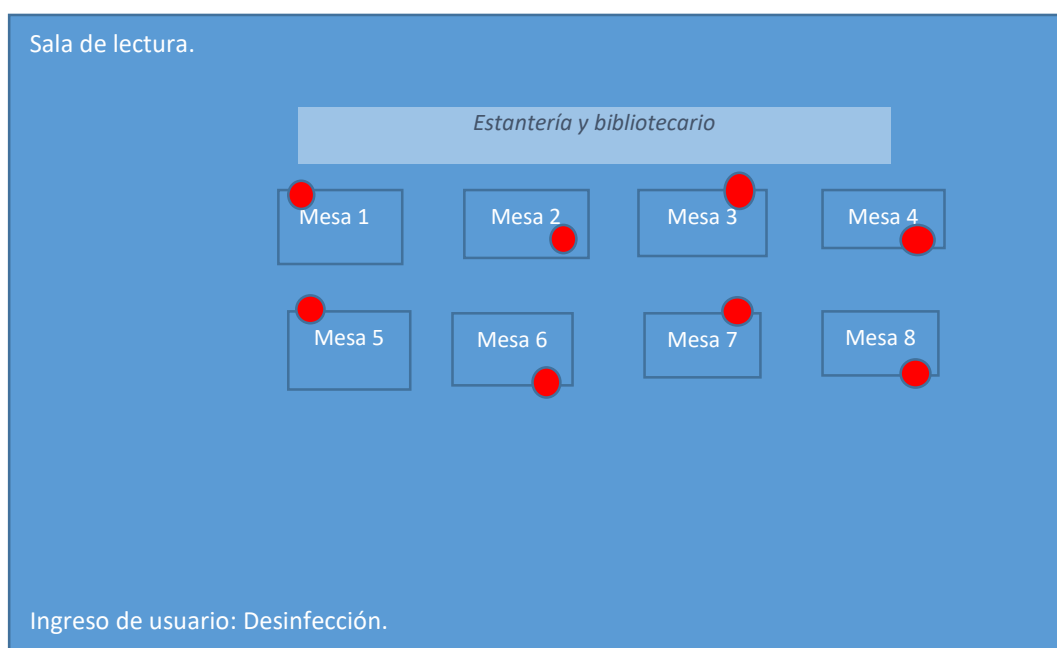 Sala de lectura.
Estantería y bibliotecario
Mesa 1
Mesa 2
Mesa 3
Mesa 4
Mesa 5
Mesa 6
Mesa 7
Mesa 8
Ingreso de usuario: Desinfección.